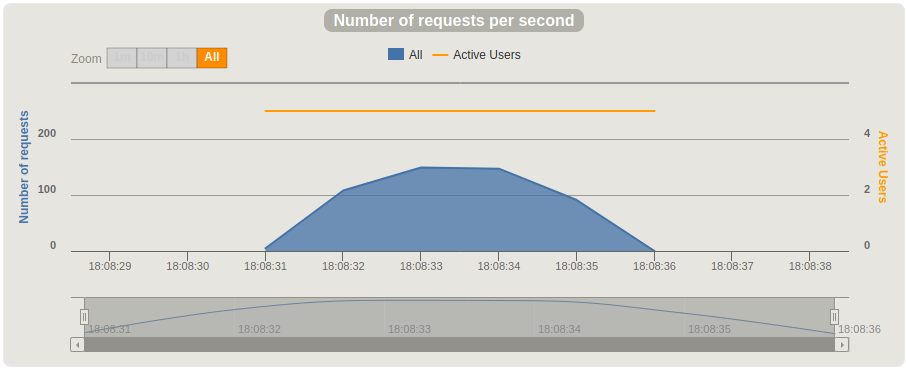 Number of requests per second
Zoom 1m 10m 1h All
All Active Users
Number of requests
Active Users
200 4
100 2
0 0
18:08:29 18:08:30 18:08:31 18:08:32 18:08:33 18:08:34 18:08:35 18:08:36 18:08:37 18:08:38
18:08:31 18:08:32 18:08:33 18:08:34 18:08:35 18:08:36